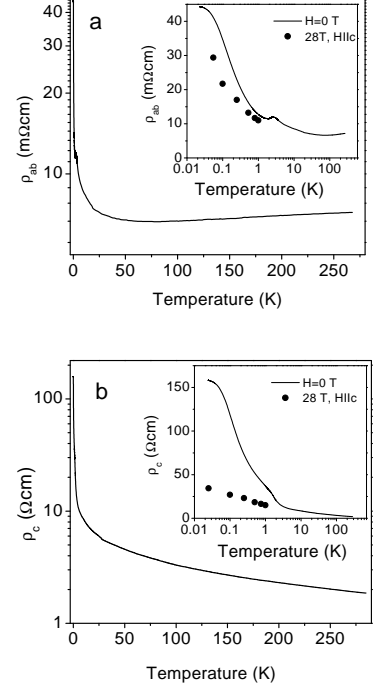 a
40
30
20
10
ρab (mΩcm)
0 50 100 150 200 250
Temperature (K)
40
30
20
10
0
ρab (mΩcm)
H=0 T
28T, HIIc
0.01 0.1 1 10 100
Temperature (K)
b
100
10
1
ρc (Ωcm)
0 50 100 150 200 250
Temperature (K)
150
100
50
0
ρc (Ωcm)
H=0 T
28 T, HIIc
0.01 0.1 1 10 100
Temperature (K)